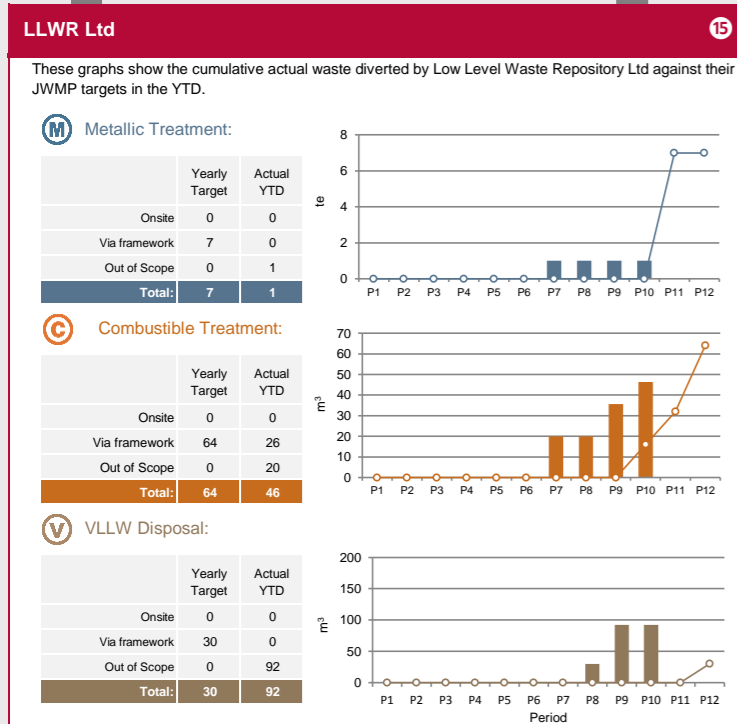 LLWR Ltd
15
These graphs show the cumulative actual waste diverted by Low Level Waste Repository Ltd against their
JWMP targets in the YTD.
M Metallic Treatment:
Yearly Target Actual YTD
Onsite 0 0
Via framework 7 0
Out of Scope 0 1
Total: 7 1
te
8
6
4
2
0
P1 P2 P3 P4 P5 P6 P7 P8 P9 P10 P11 P12
C Combustible Treatment:
Yearly Target Actual YTD
Onsite 0 0
Via framework 64 26
Out of Scope 0 20
Total: 64 46
m³
70
60
50
40
30
20
10
0
P1 P2 P3 P4 P5 P6 P7 P8 P9 P10 P11 P12
V VLLW Disposal:
Yearly Target Actual YTD
Onsite 0 0
Via framework 30 0
Out of Scope 0 92
Total: 30 92
m³
200
150
100
50
0
P1 P2 P3 P4 P5 P6 P7 P8 P9 P10 P11 P12
Period